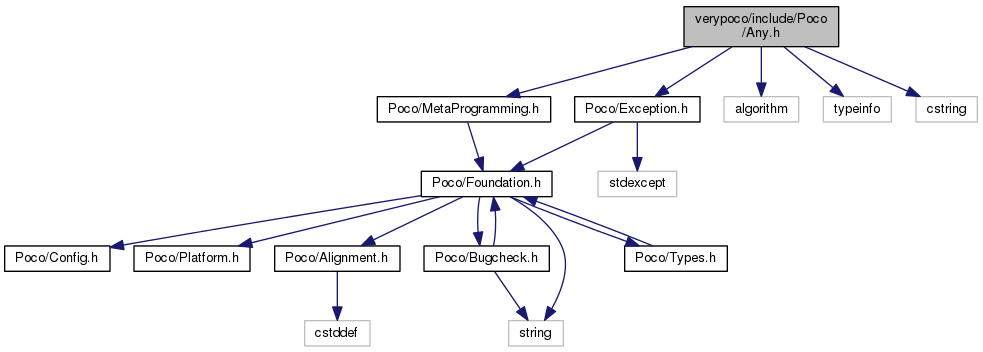 verypoco/include/Poco
/Any.h
Poco/MetaProgramming.h
Poco/Exception.h
algorithm
typeinfo
cstring
Poco/Foundation.h
stdexcept
Poco/Config.h
Poco/Platform.h
Poco/Alignment.h
Poco/Bugcheck.h
Poco/Types.h
cstddef
string